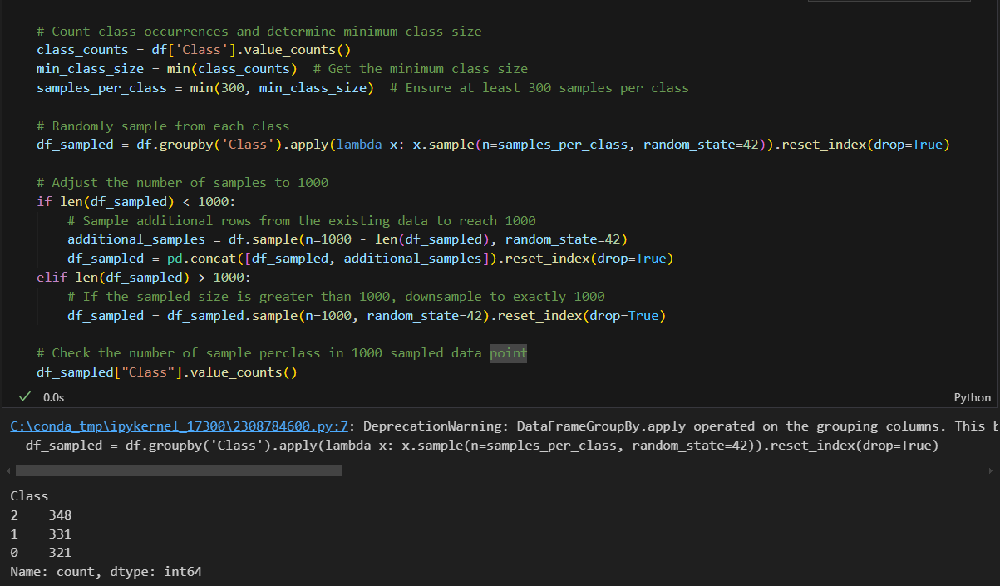 # Count class occurrences and determine minimum class size
class_counts = df['Class'].value_counts()
min_class_size = min(class_counts)  # Get the minimum class size
samples_per_class = min(300, min_class_size)  # Ensure at least 300 samples per class
# Randomly sample from each class
df_sampled = df.groupby('Class').apply(lambda x: x.sample(n=samples_per_class, random_state=42)).reset_index(drop=True)
# Adjust the number of samples to 1000
if len(df_sampled) < 1000:
    # Sample additional rows from the existing data to reach 1000
    additional_samples = df.sample(n=1000 - len(df_sampled), random_state=42)
    df_sampled = pd.concat([df_sampled, additional_samples]).reset_index(drop=True)
elif len(df_sampled) > 1000:
    # If the sampled size is greater than 1000, downsample to exactly 1000
    df_sampled = df_sampled.sample(n=1000, random_state=42).reset_index(drop=True)
# Check the number of sample perclass in 1000 sampled data point
df_sampled["Class"].value_counts()
0.0s Python
C:\conda_tmp\ipykernel_17300\2308784600.py:7: DeprecationWarning: DataFrameGroupBy.apply operated on the grouping columns. This
  df_sampled = df.groupby('Class').apply(lambda x: x.sample(n=samples_per_class, random_state=42)).reset_index(drop=True)
Class
2    348
1    331
0    321
Name: count, dtype: int64